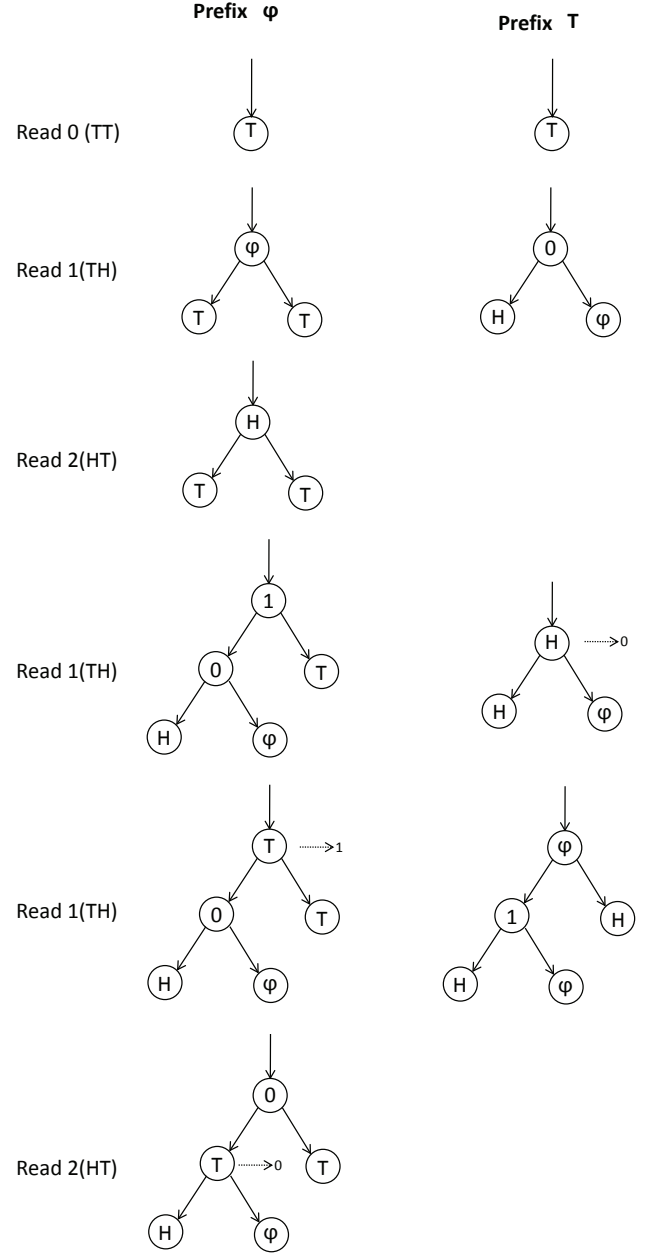 Prefix φ
Prefix T
Read 0 (TT)
T
T
Read 1(TH)
φ
T
T
0
H
φ
Read 2(HT)
H
T
T
Read 1(TH)
1
0
T
H
φ
H
0
H
φ
Read 1(TH)
T
1
0
T
H
φ
φ
1
H
H
φ
Read 2(HT)
0
T
0
T
H
φ